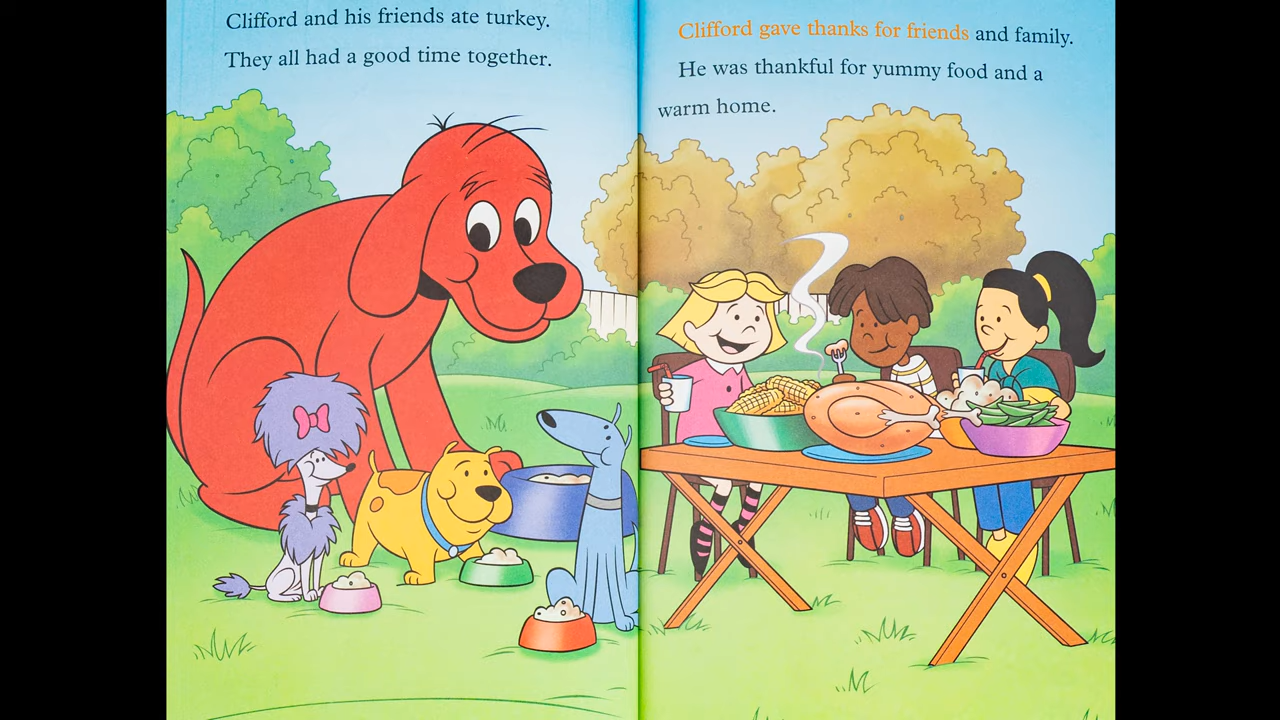 Clifford and his friends ate turkey.
They all had a good time together.
Clifford gave thanks for friends and family.
He was thankful for yummy food and a
warm home.